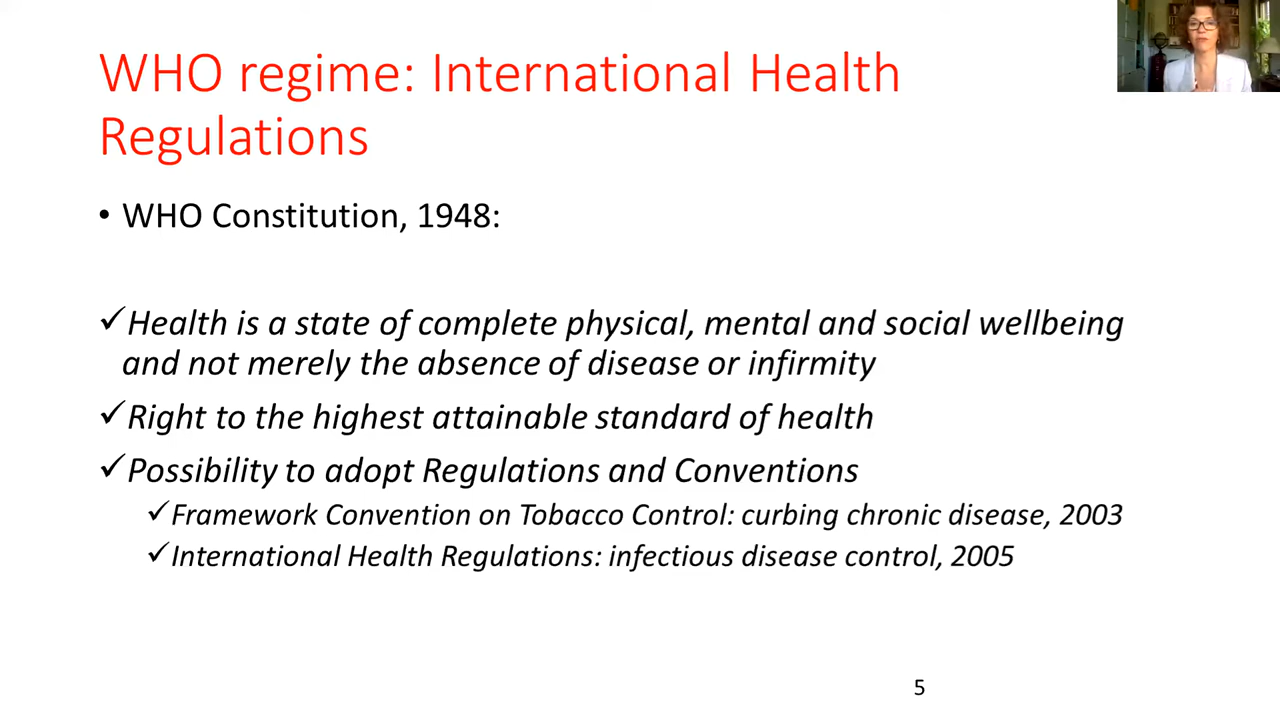 WHO regime: International Health
Regulations
• WHO Constitution, 1948:
✓Health is a state of complete physical, mental and social wellbeing
and not merely the absence of disease or infirmity
✓Right to the highest attainable standard of health
✓Possibility to adopt Regulations and Conventions
✓Framework Convention on Tobacco Control: curbing chronic disease, 2003
✓International Health Regulations: infectious disease control, 2005
5